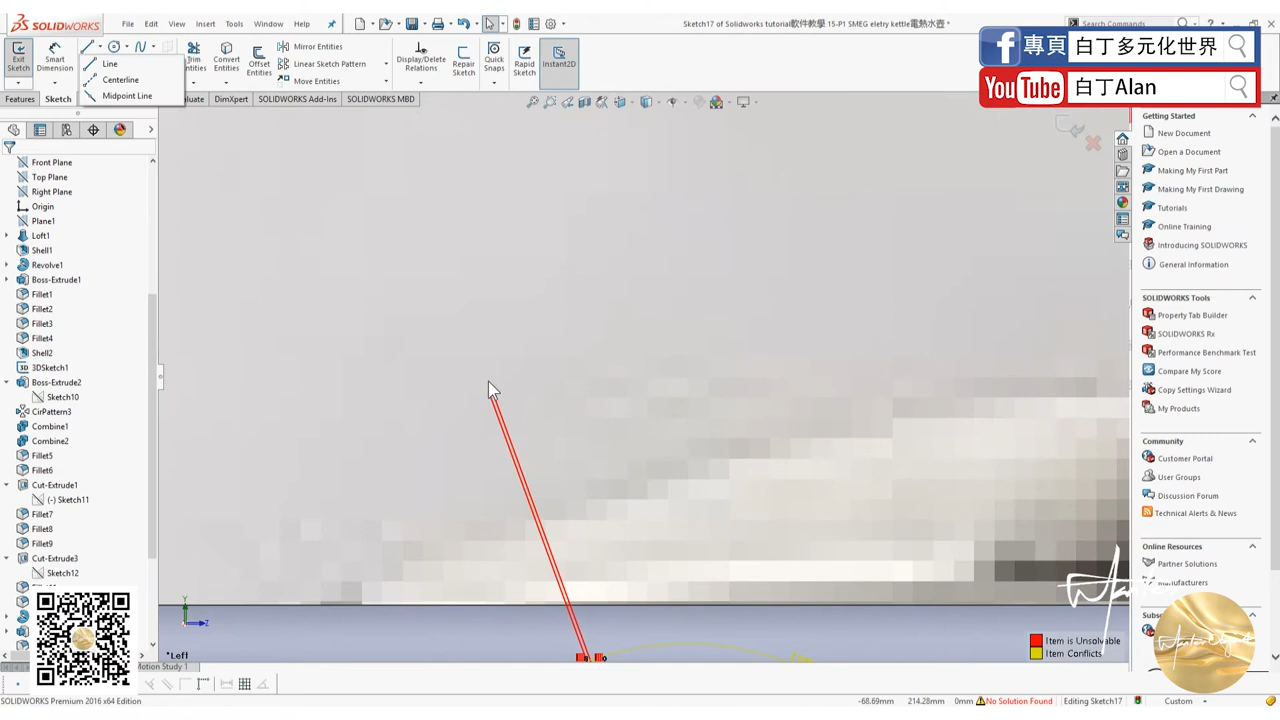 SOLIDWORKS
File Edit View Insert Tools Window Help
Sketch17 of Solidworks tutorial軟件教學 15-P1 SMEG eletry kettle電熱水壺 *
Search Commands
專頁 白丁多元化世界
YouTube 白丁Alan
Exit Sketch
Smart Dimension
Line
Centerline
Midpoint Line
Convert Entities
Offset Entities
Mirror Entities
Linear Sketch Pattern
Move Entities
Display/Delete Relations
Repair Sketch
Quick Snaps
Rapid Sketch
Instant2D
Features Sketch DimXpert SOLIDWORKS Add-Ins SOLIDWORKS MBD
Front Plane
Top Plane
Right Plane
Origin
Plane1
Loft1
Shell1
Revolve1
Boss-Extrude1
Fillet1
Fillet2
Fillet3
Fillet4
Shell2
3D 3DSketch1
Boss-Extrude2
Sketch10
CirPattern3
Combine1
Combine2
Fillet5
Fillet6
Cut-Extrude1
(-) Sketch11
Fillet7
Fillet8
Fillet9
Cut-Extrude3
Sketch12
Y
Z
*Left
Motion Study 1
Item is Unsolvable
Item Conflicts
Getting Started
New Document
Open a Document
Making My First Part
Making My First Drawing
Tutorials
Online Training
Introducing SOLIDWORKS
General Information
SOLIDWORKS Tools
Property Tab Builder
SOLIDWORKS Rx
Performance Benchmark Test
Compare My Score
Copy Settings Wizard
My Products
Community
Customer Portal
User Groups
Discussion Forum
Technical Alerts & News
Online Resources
Partner Solutions
SOLIDWORKS Premium 2016 x64 Edition
-68.69mm 214.28mm 0mm No Solution Found Editing Sketch17 Custom